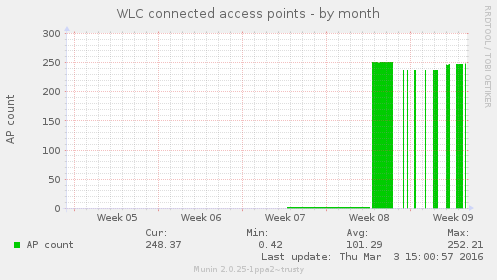 WLC connected access points - by month
RRDTOOL / TOBI OETIKER
AP count
300
250
200
150
100
50
0
Week 05 Week 06 Week 07 Week 08 Week 09
Cur: Min: Avg: Max:
AP count 248.37 0.42 101.29 252.21
Last update: Thu Mar 3 15:00:57 2016
Munin 2.0.25-1ppa2~trusty